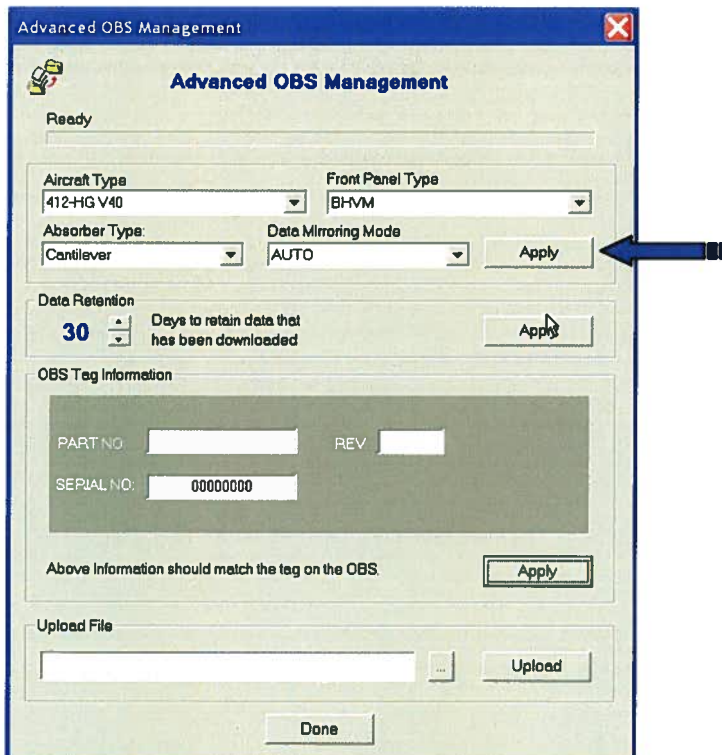 Advanced OBS Management
Advanced OBS Management
Ready
Aircraft Type Front Panel Type
412-HG V40 BHVM
Absorber Type: Data Mirroring Mode
Cantilever AUTO Apply
Data Retention
30 Days to retain data that
has been downloaded Apply
OBS Tag Information
PART NO: REV
SERIAL NO: 00000000
Above Information should match the tag on the OBS. Apply
Upload File
... Upload
Done